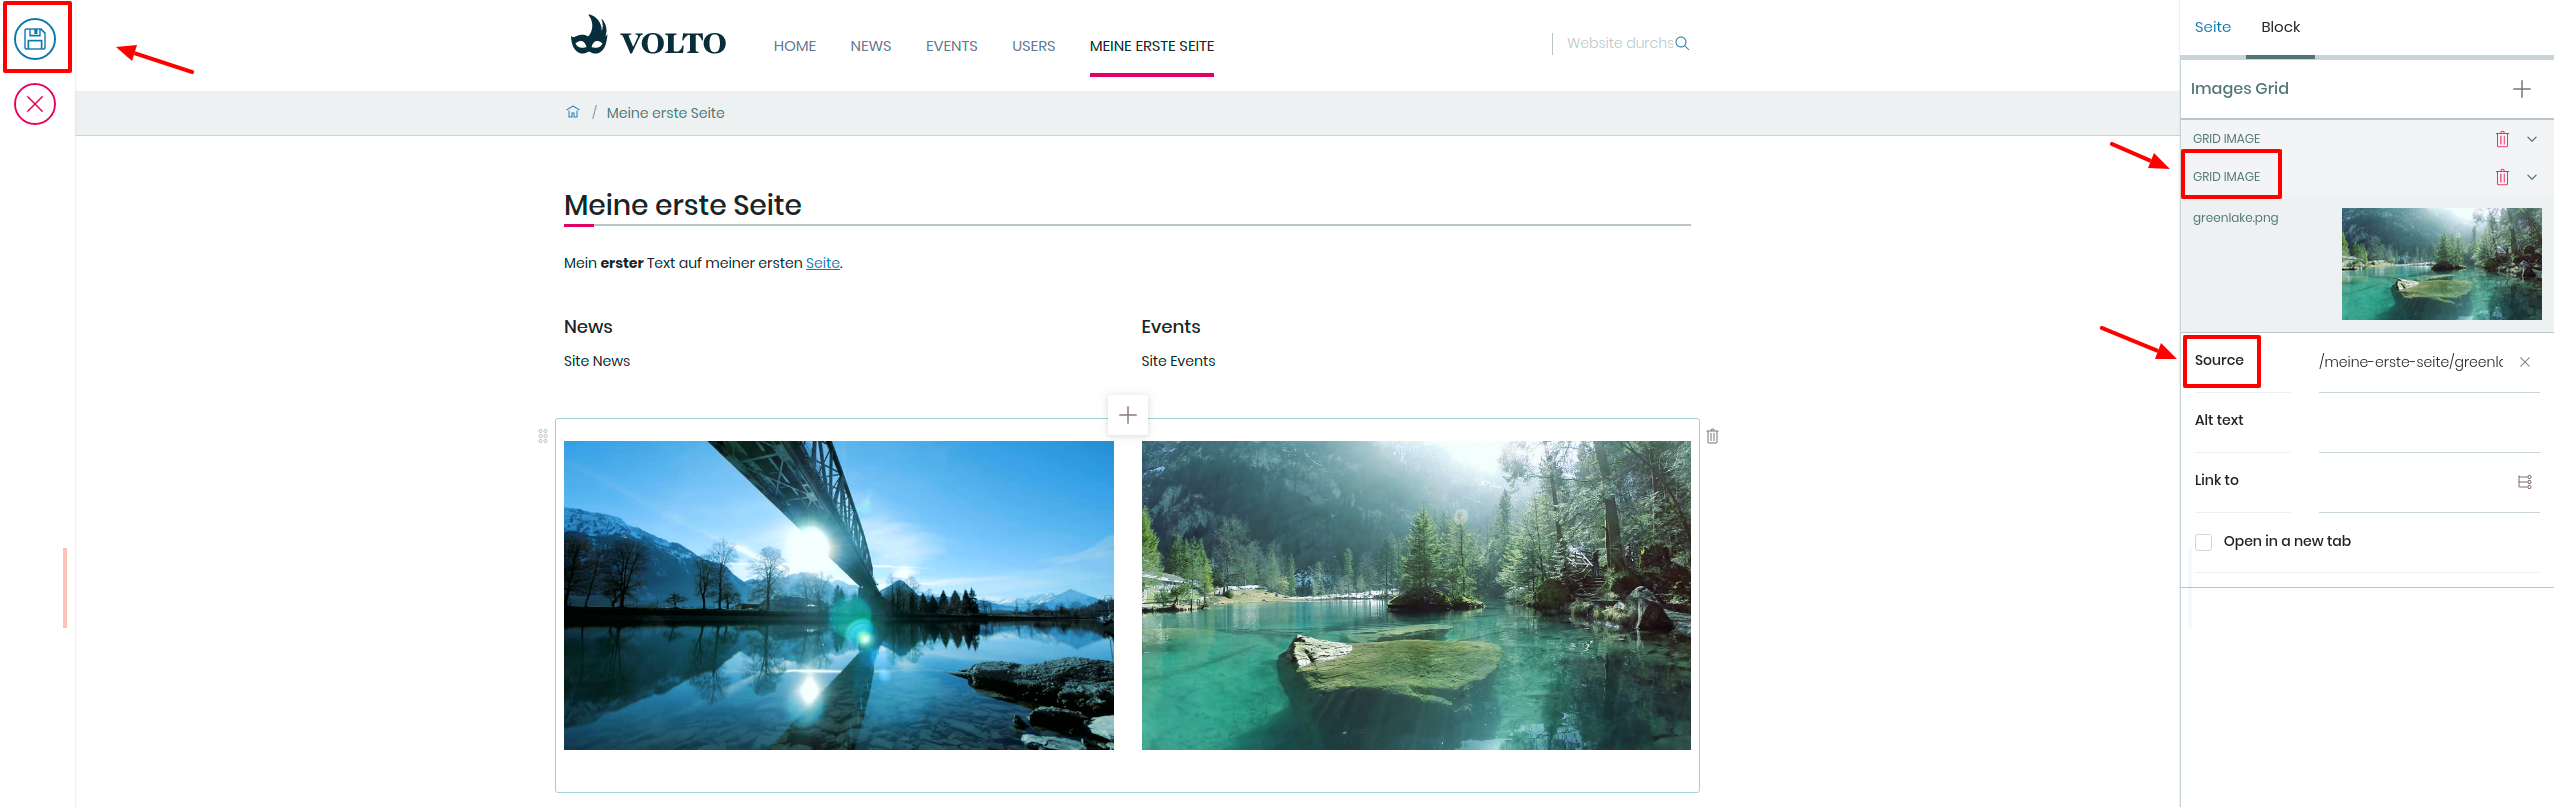 VOLTO
HOME NEWS EVENTS USERS MEINE ERSTE SEITE
Website durchs
/ Meine erste Seite
Meine erste Seite
Mein erster Text auf meiner ersten Seite.
News
Site News
Events
Site Events
Seite Block
Images Grid
GRID IMAGE
GRID IMAGE
greenlake.png
Source /meine-erste-seite/greenla
Alt text
Link to
Open in a new tab